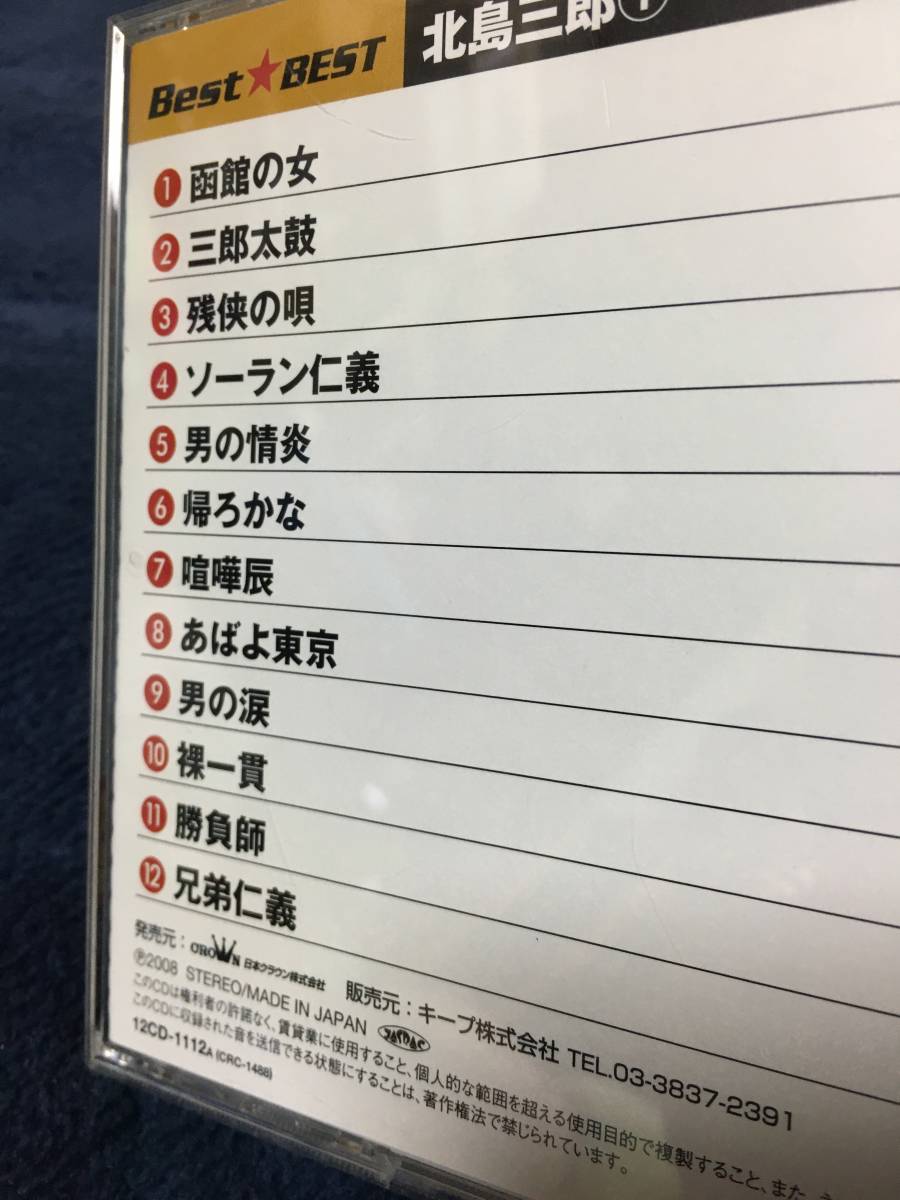 Best★BEST
北島三郎①
1 函館の女
2 三郎太鼓
3 残侠の唄
4 ソーラン仁義
5 男の情炎
6 帰ろかな
7 喧嘩辰
8 あばよ東京
9 男の涙
10 裸一貫
11 勝負師
12 兄弟仁義
発売元：CROWN 日本クラウン株式会社 販売元：キープ株式会社 TEL.03-3837-2391
℗2008 STEREO/MADE IN JAPAN JASRAC
このCDは権利者の許諾なく、賃貸業に使用すること、個人的な範囲を超える使用目的で複製すること、また、
このCDに収録された音を送信できる状態にすることは、著作権法で禁じられています。
12CD-1112A (CRC-1488)